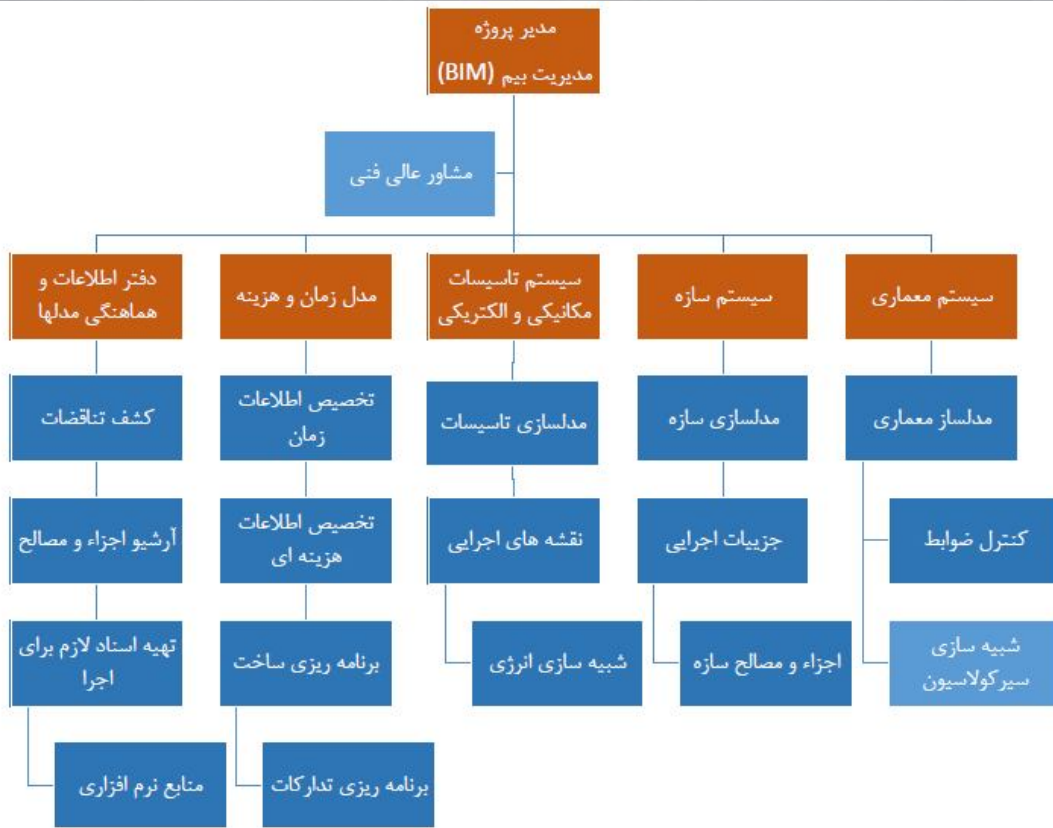 مدیر پروژه
مدیریت بیم (BIM)
مشاور عالی فنی
سیستم معماری
سیستم سازه
سیستم تاسیسات
مکانیکی و الکتریکی
مدل زمان و هزینه
دفتر اطلاعات و
هماهنگی مدلها
مدلساز معماری
مدلسازی سازه
مدلسازی تاسیسات
تخصیص اطلاعات
زمان
کشف تناقضات
کنترل ضوابط
جزییات اجرایی
نقشه های اجرایی
تخصیص اطلاعات
هزینه ای
آرشیو اجزاء و مصالح
شبیه سازی
سیرکولاسیون
اجزاء و مصالح سازه
شبیه سازی انرژی
برنامه ریزی ساخت
تهیه اسناد لازم برای
اجرا
برنامه ریزی تدارکات
منابع نرم افزاری